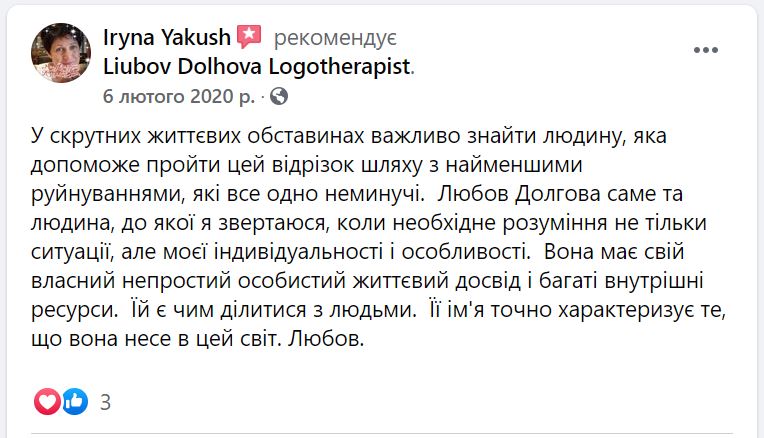 Iryna Yakush рекомендує
Liubov Dolhova Logotherapist.
6 лютого 2020 р. ·
У скрутних життєвих обставинах важливо знайти людину, яка
допоможе пройти цей відрізок шляху з найменшими
руйнуваннями, які все одно неминучі.  Любов Долгова саме та
людина, до якої я звертаюся, коли необхідне розуміння не тільки
ситуації, але моєї індивідуальності і особливості.  Вона має свій
власний непростий особистий життєвий досвід і багаті внутрішні
ресурси.  Їй є чим ділитися з людьми.  Її ім'я точно характеризує те,
що вона несе в цей світ. Любов.
3